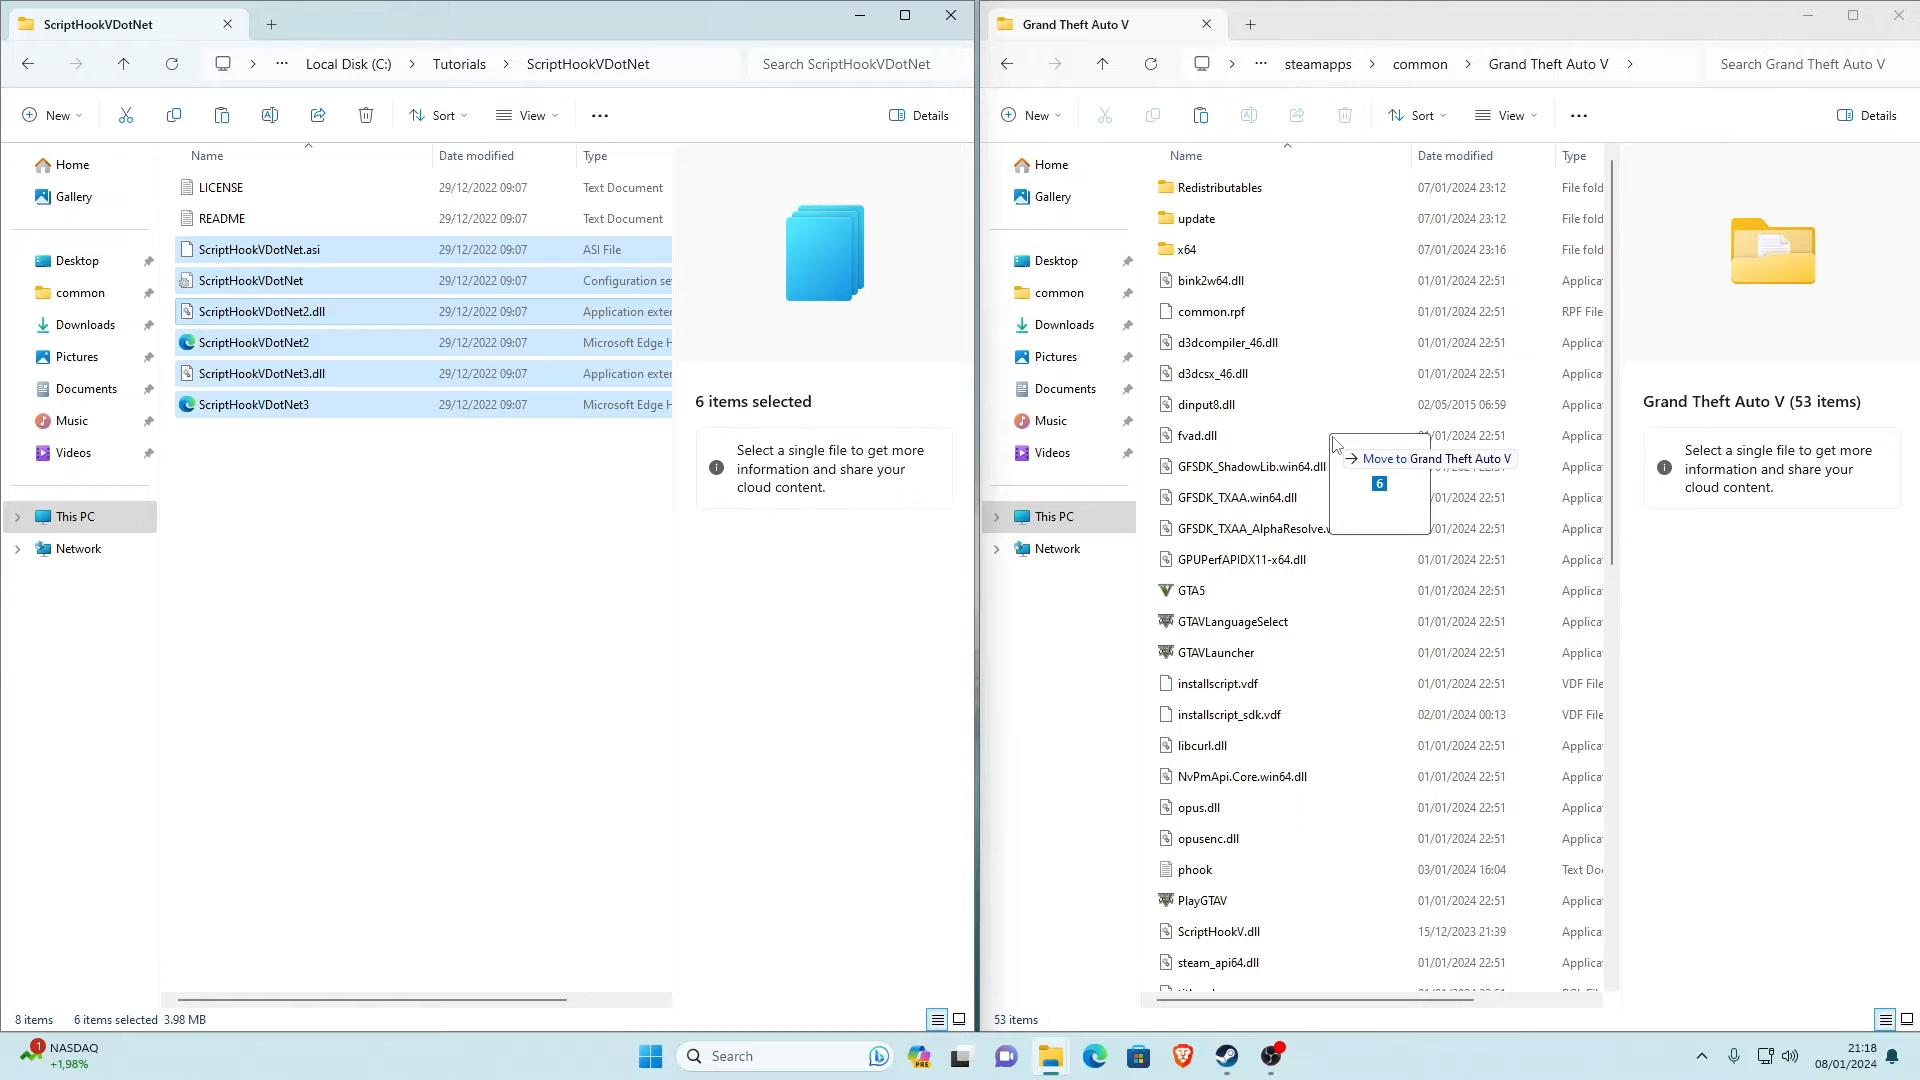 ScriptHookVDotNet
Local Disk (C:)
Tutorials
ScriptHookVDotNet
Search ScriptHookVDotNet
New
Sort
View
Details
Home
Gallery
Desktop
common
Downloads
Pictures
Documents
Music
Videos
This PC
Network
Name Date modified Type
LICENSE 29/12/2022 09:07 Text Document
README 29/12/2022 09:07 Text Document
ScriptHookVDotNet.asi 29/12/2022 09:07 ASI File
ScriptHookVDotNet 29/12/2022 09:07 Configuration se
ScriptHookVDotNet2.dll 29/12/2022 09:07 Application exter
ScriptHookVDotNet2 29/12/2022 09:07 Microsoft Edge H
ScriptHookVDotNet3.dll 29/12/2022 09:07 Application exter
ScriptHookVDotNet3 29/12/2022 09:07 Microsoft Edge H
6 items selected
Select a single file to get more
information and share your
cloud content.
8 items 6 items selected 3.98 MB
Grand Theft Auto V
steamapps
common
Grand Theft Auto V
Search Grand Theft Auto V
New
Sort
View
Details
Home
Gallery
Desktop
common
Downloads
Pictures
Documents
Music
Videos
This PC
Network
Name Date modified Type
Redistributables 07/01/2024 23:12 File fold
update 07/01/2024 23:12 File fold
x64 07/01/2024 23:16 File fold
bink2w64.dll 01/01/2024 22:51 Applica
common.rpf 01/01/2024 22:51 RPF File
d3dcompiler_46.dll 01/01/2024 22:51 Applica
d3dcsx_46.dll 01/01/2024 22:51 Applica
dinput8.dll 02/05/2015 06:59 Applica
fvad.dll 01/2024 22:51 Applica
Move to Grand Theft Auto V
6
GFSDK_ShadowLib.win64.dll Applica
GFSDK_TXAA.win64.dll 01/2024 22:51 Applica
GFSDK_TXAA_AlphaResolve. 01/2024 22:51 Applica
GPUPerfAPIDX11-x64.dll 01/01/2024 22:51 Applica
GTA5 01/01/2024 22:51 Applica
GTAVLanguageSelect 01/01/2024 22:51 Applica
GTAVLauncher 01/01/2024 22:51 Applica
installscript.vdf 01/01/2024 22:51 VDF File
installscript_sdk.vdf 02/01/2024 00:13 VDF File
libcurl.dll 01/01/2024 22:51 Applica
NvPmApi.Core.win64.dll 01/01/2024 22:51 Applica
opus.dll 01/01/2024 22:51 Applica
opusenc.dll 01/01/2024 22:51 Applica
phook 03/01/2024 16:04 Text Do
PlayGTAV 01/01/2024 22:51 Applica
ScriptHookV.dll 15/12/2023 21:39 Applica
steam_api64.dll 01/01/2024 22:51 Applica
Grand Theft Auto V (53 items)
Select a single file to get more
information and share your
cloud content.
53 items
1
NASDAQ
+1,98%
Search
PRE
21:18
08/01/2024